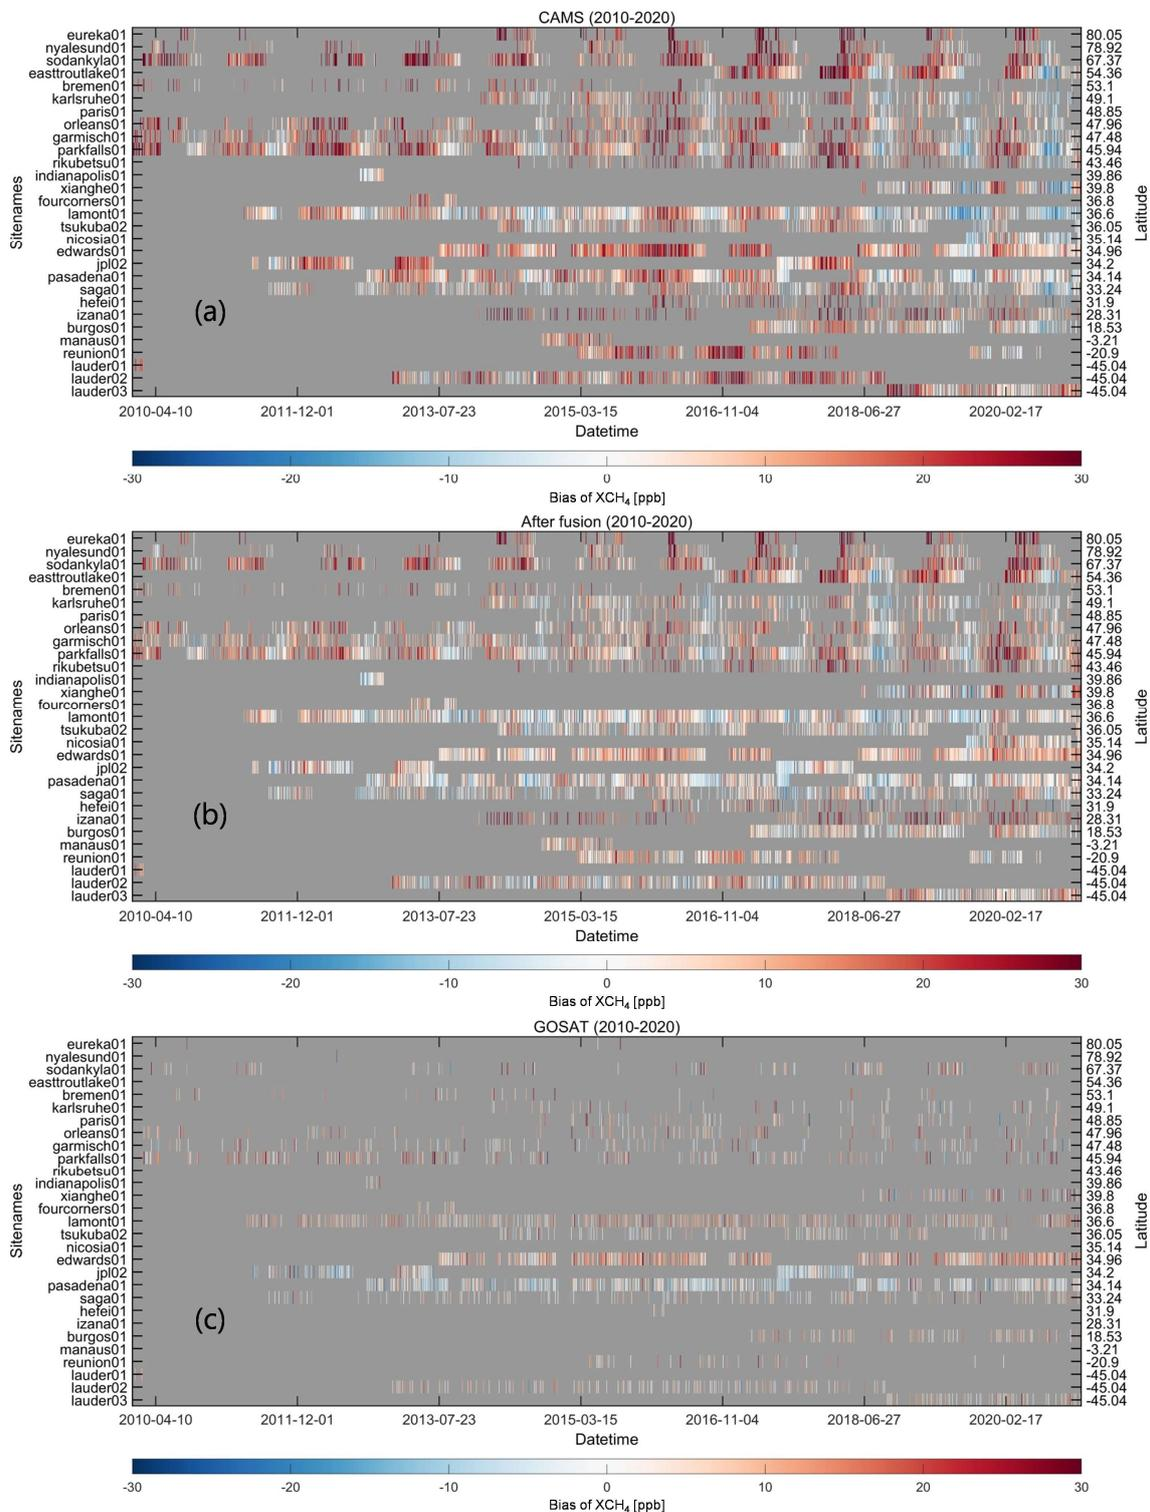 CAMS (2010-2020)
eureka01 80.05
nyalesund01 78.92
sodankyla01 67.37
easttroutlake01 54.36
bremen01 53.1
karlsruhe01 49.1
paris01 48.85
orleans01 47.96
garmisch01 47.48
parkfalls01 45.94
rikubetsu01 43.46
indianapolis01 39.86
xianghe01 39.8
fourcorners01 36.8
lamont01 36.6
tsukuba02 36.05
nicosia01 35.14
edwards01 34.96
jpl02 34.2
pasadena01 34.14
saga01 33.24
hefei01 31.9
izana01 28.31
burgos01 18.53
manaus01 -3.21
reunion01 -20.9
lauder01 -45.04
lauder02 -45.04
lauder03 -45.04
Sitenames
Latitude
(a)
2010-04-10 2011-12-01 2013-07-23 2015-03-15 2016-11-04 2018-06-27 2020-02-17
Datetime
-30 -20 -10 0 10 20 30
Bias of XCH₄ [ppb]
After fusion (2010-2020)
eureka01 80.05
nyalesund01 78.92
sodankyla01 67.37
easttroutlake01 54.36
bremen01 53.1
karlsruhe01 49.1
paris01 48.85
orleans01 47.96
garmisch01 47.48
parkfalls01 45.94
rikubetsu01 43.46
indianapolis01 39.86
xianghe01 39.8
fourcorners01 36.8
lamont01 36.6
tsukuba02 36.05
nicosia01 35.14
edwards01 34.96
jpl02 34.2
pasadena01 34.14
saga01 33.24
hefei01 31.9
izana01 28.31
burgos01 18.53
manaus01 -3.21
reunion01 -20.9
lauder01 -45.04
lauder02 -45.04
lauder03 -45.04
Sitenames
Latitude
(b)
2010-04-10 2011-12-01 2013-07-23 2015-03-15 2016-11-04 2018-06-27 2020-02-17
Datetime
-30 -20 -10 0 10 20 30
Bias of XCH₄ [ppb]
GOSAT (2010-2020)
eureka01 80.05
nyalesund01 78.92
sodankyla01 67.37
easttroutlake01 54.36
bremen01 53.1
karlsruhe01 49.1
paris01 48.85
orleans01 47.96
garmisch01 47.48
parkfalls01 45.94
rikubetsu01 43.46
indianapolis01 39.86
xianghe01 39.8
fourcorners01 36.8
lamont01 36.6
tsukuba02 36.05
nicosia01 35.14
edwards01 34.96
jpl02 34.2
pasadena01 34.14
saga01 33.24
hefei01 31.9
izana01 28.31
burgos01 18.53
manaus01 -3.21
reunion01 -20.9
lauder01 -45.04
lauder02 -45.04
lauder03 -45.04
Sitenames
Latitude
(c)
2010-04-10 2011-12-01 2013-07-23 2015-03-15 2016-11-04 2018-06-27 2020-02-17
Datetime
-30 -20 -10 0 10 20 30
Bias of XCH₄ [ppb]